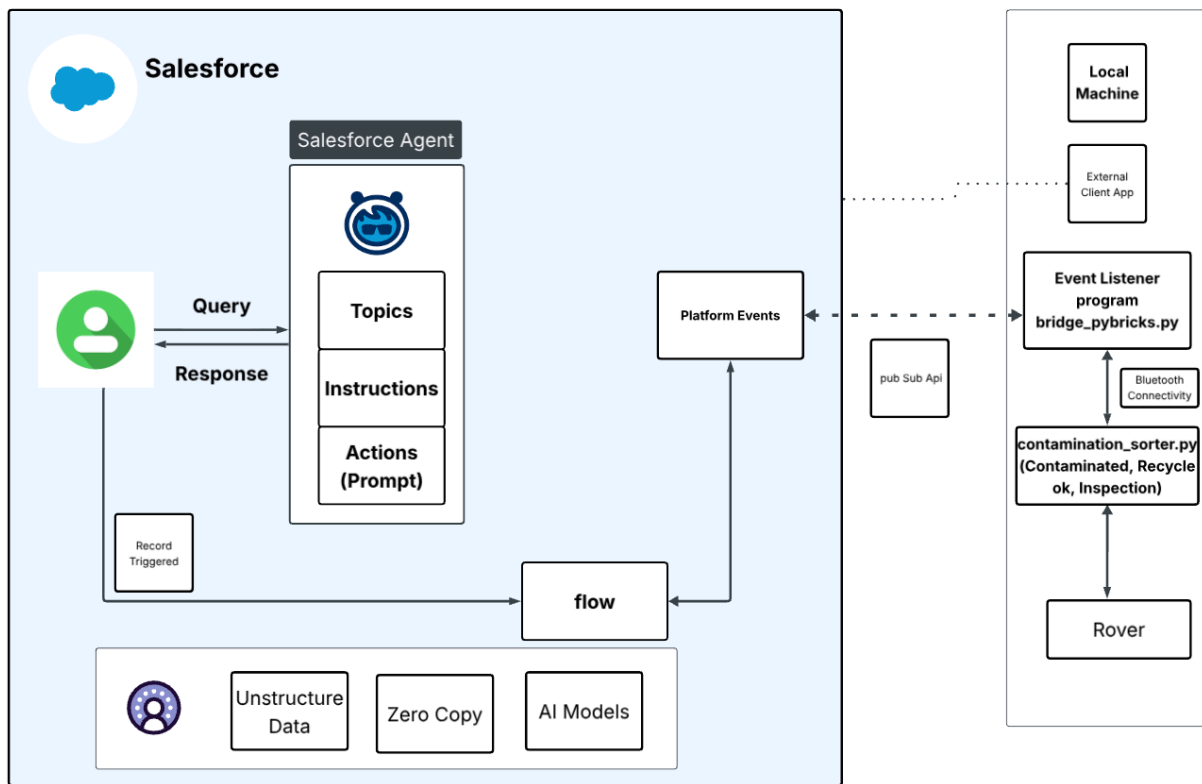 Salesforce
Salesforce Agent
Topics
Instructions
Actions
(Prompt)
Query
Response
Record
Triggered
flow
Platform Events
Unstructure
Data
Zero Copy
AI Models
pub Sub Api
Local
Machine
External
Client App
Event Listener
program
bridge_pybricks.py
Bluetooth
Connectivity
contamination_sorter.py
(Contaminated, Recycle
ok, Inspection)
Rover